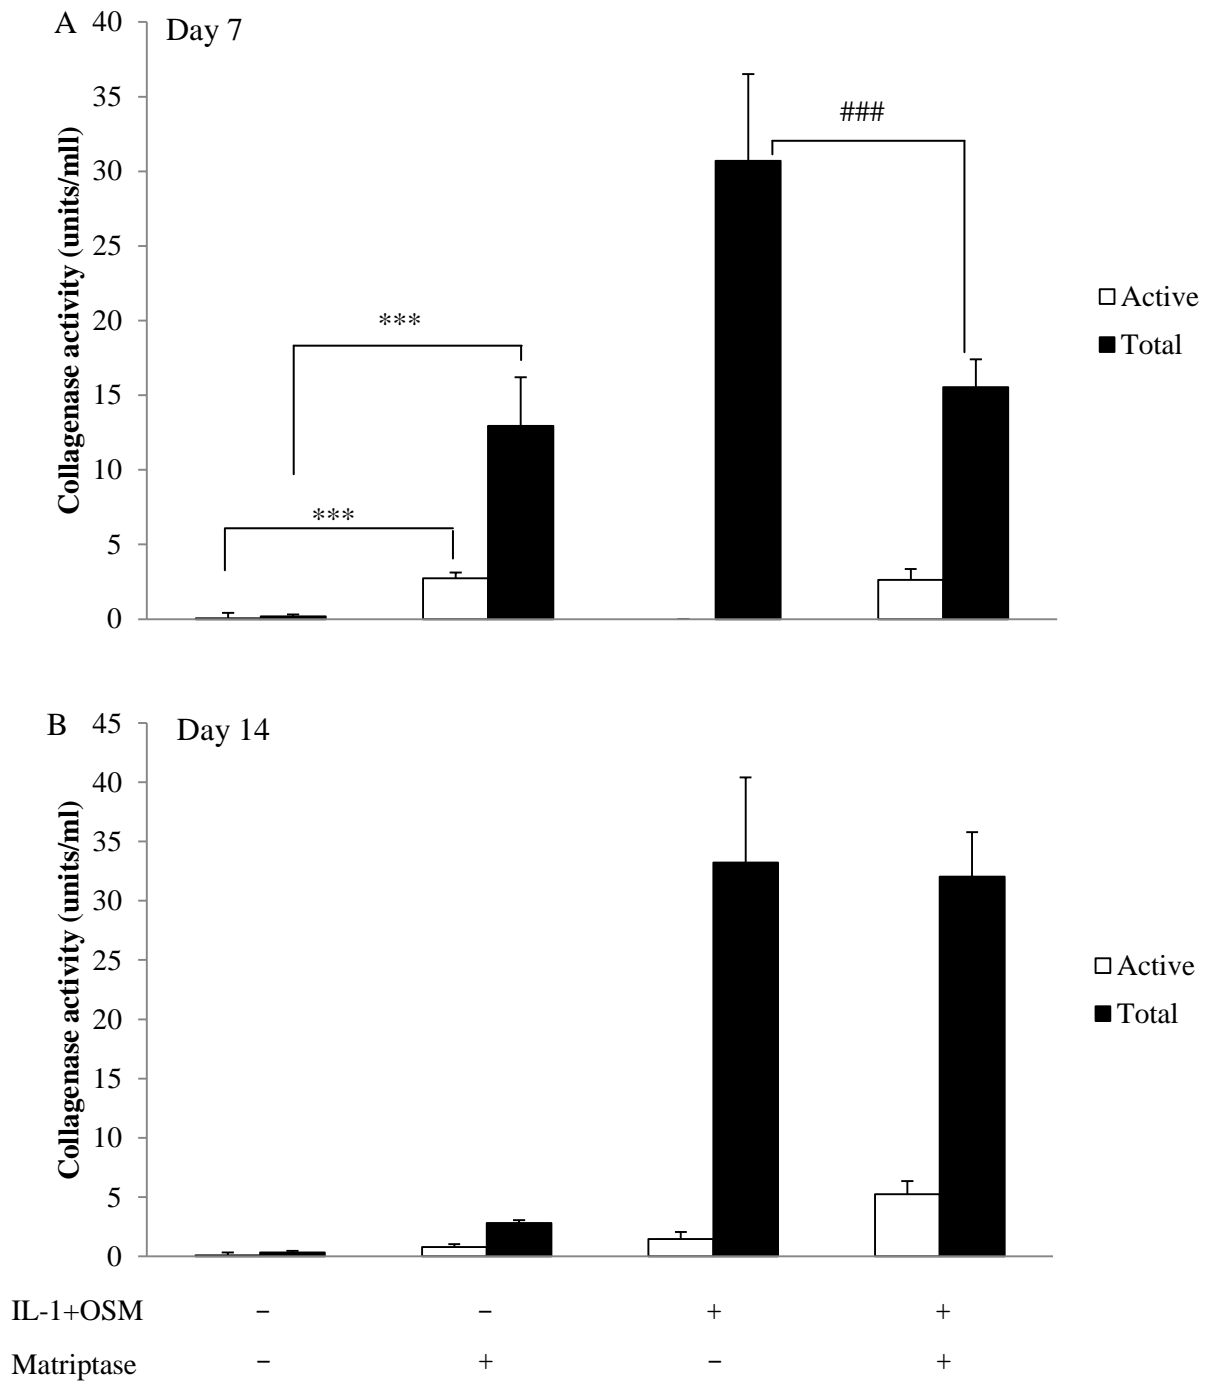 A
Day 7
Collagenase activity (units/mll)
40
35
30
25
20
15
10
5
0
###
***
***
Active
Total
B
Day 14
Collagenase activity (units/ml)
45
40
35
30
25
20
15
10
5
0
Active
Total
IL-1+OSM − − + +
Matriptase − + − +